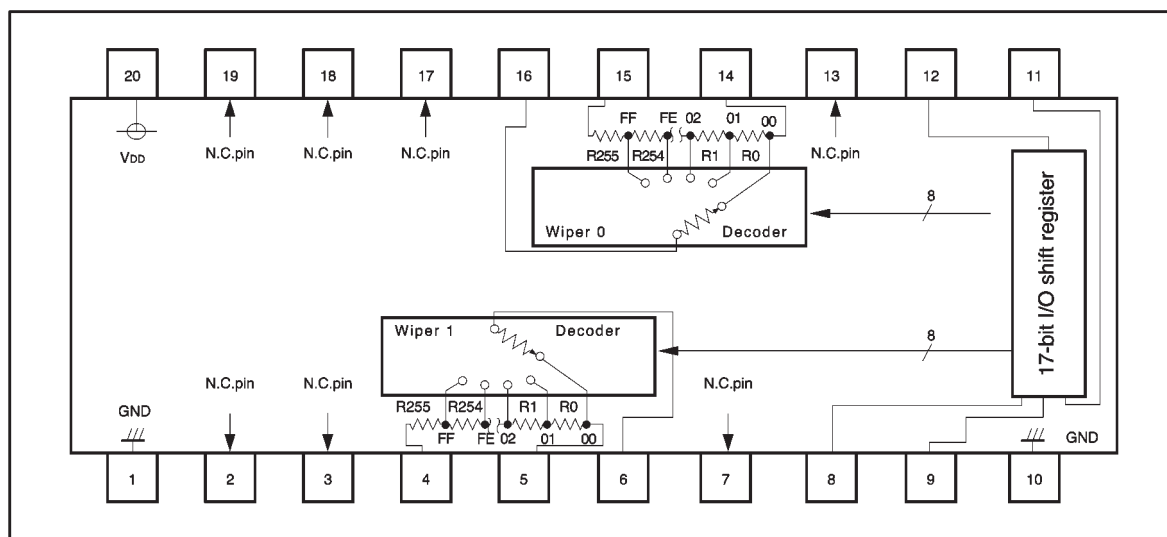 20 19 18 17 16 15 14 13 12 11
FF FE 02 01 00
VDD N.C.pin N.C.pin N.C.pin R255 R254 R1 R0 N.C.pin
8
Wiper 0 Decoder
17-bit I/O shift register
Wiper 1 Decoder
8
N.C.pin N.C.pin N.C.pin
R255 R254 R1 R0
GND FF FE 02 01 00 GND
1 2 3 4 5 6 7 8 9 10